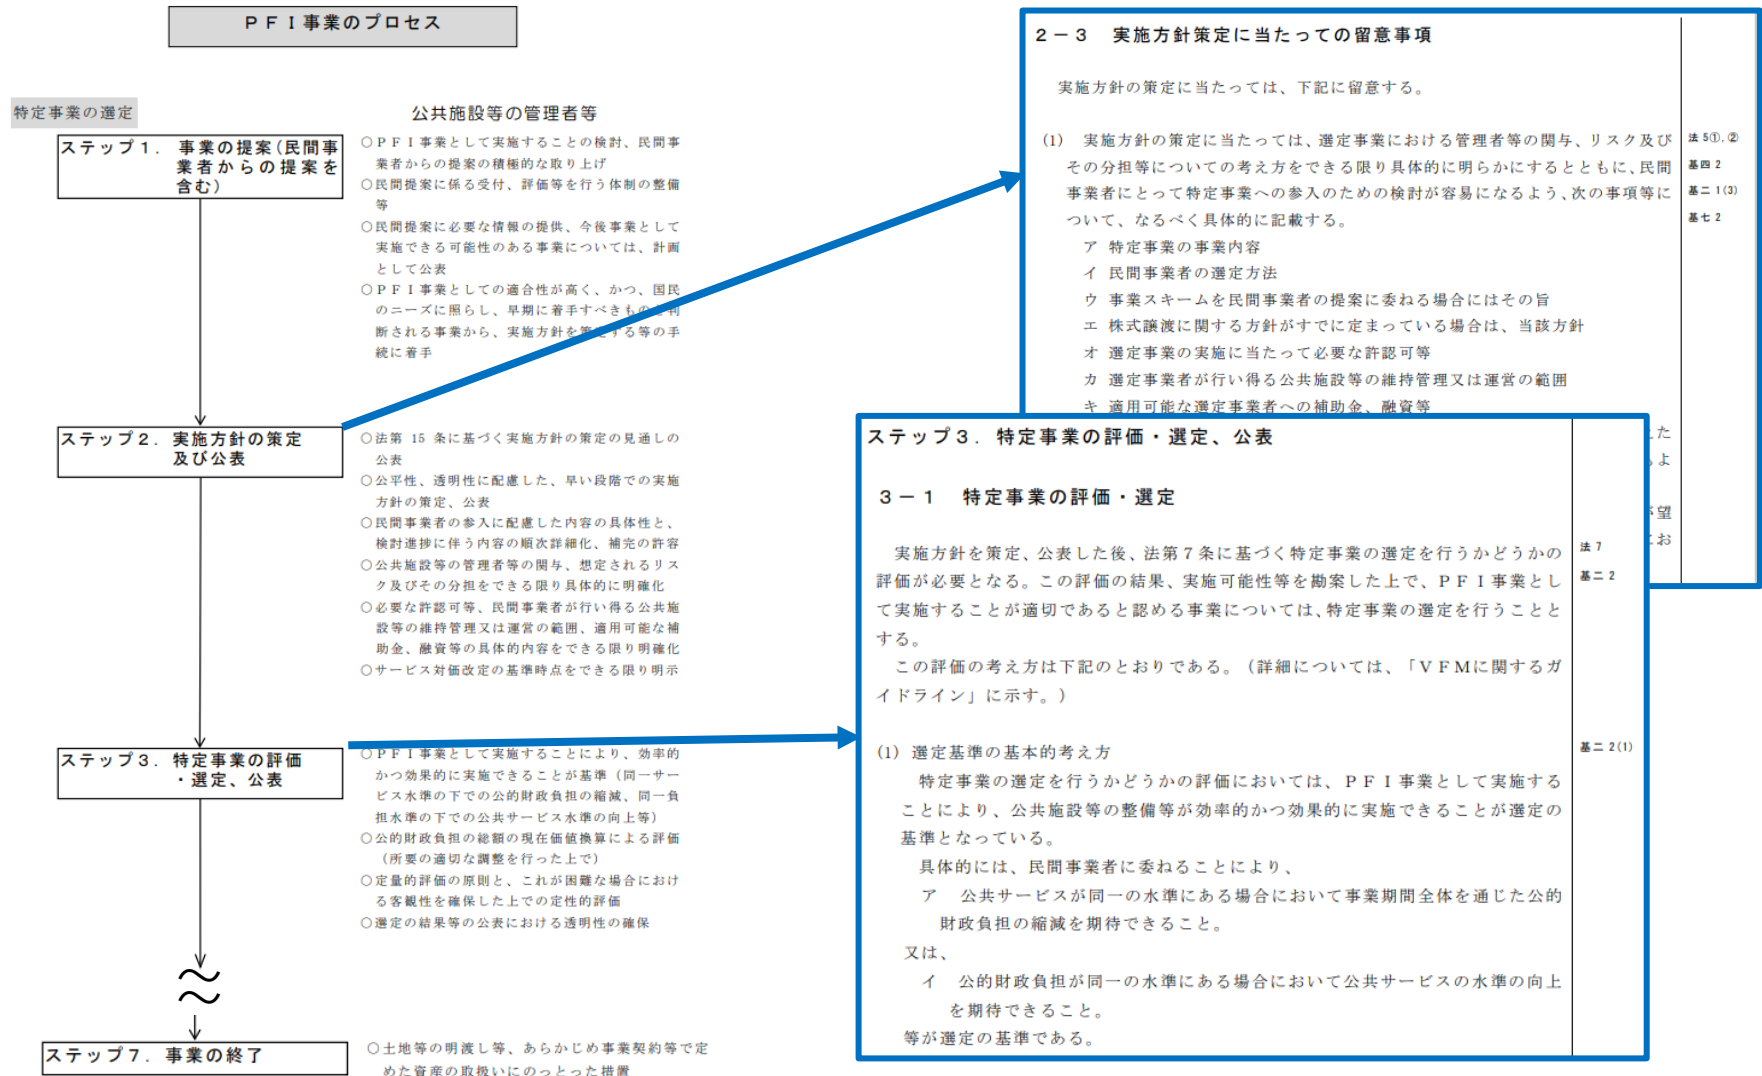 ＰＦＩ事業のプロセス
特定事業の選定
公共施設等の管理者等
ステップ１．事業の提案（民間事
業者からの提案を
含む）
○ＰＦＩ事業として実施することの検討、民間事
業者からの提案の積極的な取り上げ
○民間提案に係る受付、評価等を行う体制の整備
等
○民間提案に必要な情報の提供、今後事業として
実施できる可能性のある事業については、計画
として公表
○ＰＦＩ事業としての適合性が高く、かつ、国民
のニーズに照らし、早期に着手すべきもの 判
断される事業から、実施方針を策定する等の手
続に着手
ステップ２．実施方針の策定
及び公表
○法第 15 条に基づく実施方針の策定の見通しの
公表
○公平性、透明性に配慮した、早い段階での実施
方針の策定、公表
○民間事業者の参入に配慮した内容の具体性と、
検討進捗に伴う内容の順次詳細化、補完の許容
○公共施設等の管理者等の関与、想定されるリス
ク及びその分担をできる限り具体的に明確化
○必要な許認可等、民間事業者が行い得る公共施
設等の維持管理又は運営の範囲、適用可能な補
助金、融資等の具体的内容をできる限り明確化
○サービス対価改定の基準時点をできる限り明示
ステップ３．特定事業の評価
・選定、公表
○ＰＦＩ事業として実施することにより、効率的
かつ効果的に実施できることが基準（同一サー
ビス水準の下での公的財政負担の縮減、同一負
担水準の下での公共サービス水準の向上等）
○公的財政負担の総額の現在価値換算による評価
（所要の適切な調整を行った上で）
○定量的評価の原則と、これが困難な場合におけ
る客観性を確保した上での定性的評価
○選定の結果等の公表における透明性の確保
ステップ７．事業の終了
○土地等の明渡し等、あらかじめ事業契約等で定
めた資産の取扱いにのっとった措置
２－３　実施方針策定に当たっての留意事項
実施方針の策定に当たっては、下記に留意する。
(1)　実施方針の策定に当たっては、選定事業における管理者等の関与、リスク及び 法 5①,②
その分担等についての考え方をできる限り具体的に明らかにするとともに、民間 基四 2
事業者にとって特定事業への参入のための検討が容易になるよう、次の事項等に 基二 1(3)
ついて、なるべく具体的に記載する。 基七 2
ア 特定事業の事業内容
イ 民間事業者の選定方法
ウ 事業スキームを民間事業者の提案に委ねる場合にはその旨
エ 株式譲渡に関する方針がすでに定まっている場合は、当該方針
オ 選定事業の実施に当たって必要な許認可等
カ 選定事業者が行い得る公共施設等の維持管理又は運営の範囲
キ 適用可能な選定事業者への補助金、融資等
た
よ
望
お
ステップ３．特定事業の評価・選定、公表
３－１　特定事業の評価・選定
実施方針を策定、公表した後、法第７条に基づく特定事業の選定を行うかどうかの 法 7
評価が必要となる。この評価の結果、実施可能性等を勘案した上で、ＰＦＩ事業とし 基二 2
て実施することが適切であると認める事業については、特定事業の選定を行うことと
する。
この評価の考え方は下記のとおりである。（詳細については、「ＶＦＭに関するガ
イドライン」に示す。）
(1) 選定基準の基本的考え方 基二 2(1)
特定事業の選定を行うかどうかの評価においては、ＰＦＩ事業として実施する
ことにより、公共施設等の整備等が効率的かつ効果的に実施できることが選定の
基準となっている。
具体的には、民間事業者に委ねることにより、
ア　公共サービスが同一の水準にある場合において事業期間全体を通じた公的
財政負担の縮減を期待できること。
又は、
イ　公的財政負担が同一の水準にある場合において公共サービスの水準の向上
を期待できること。
等が選定の基準である。